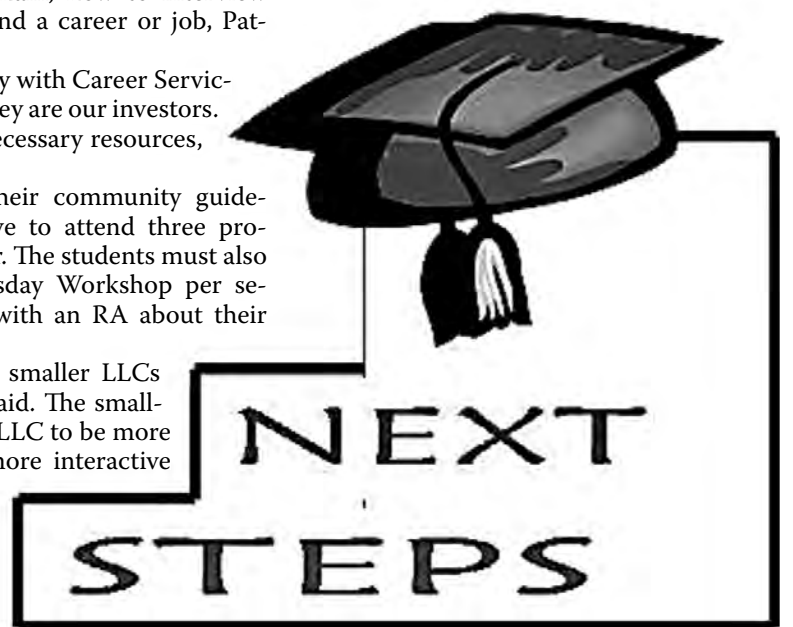 nd a career or job, Pat-
y with Career Servic-
ey are our investors.
ecessary resources,
heir community guide-
ve to attend three pro-
r. The students must also
sday Workshop per se-
with an RA about their
smaller LLCs
aid. The small-
LLC to be more
more interactive
NEXT
STEPS